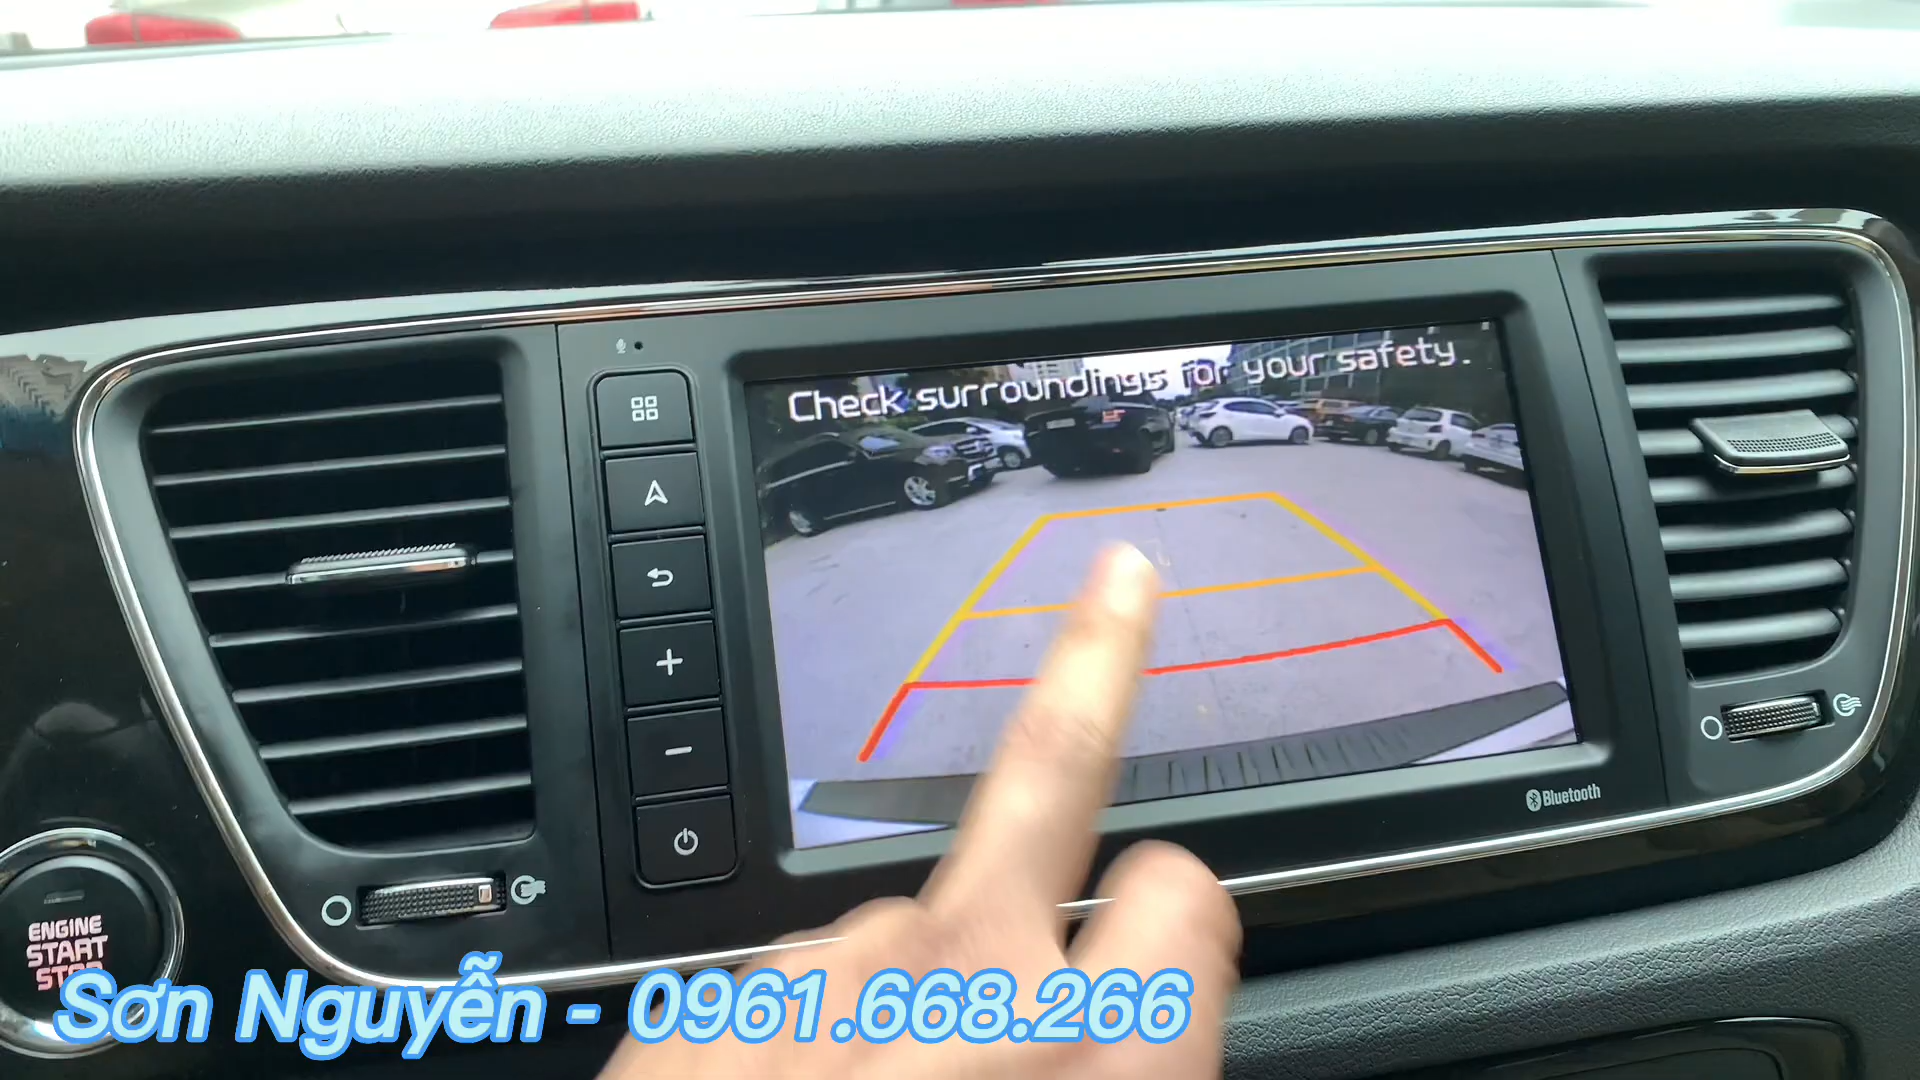 Check surroundings for your safety.
Bluetooth
ENGINE
START
STOP
Sơn Nguyễn - 0961.668.266